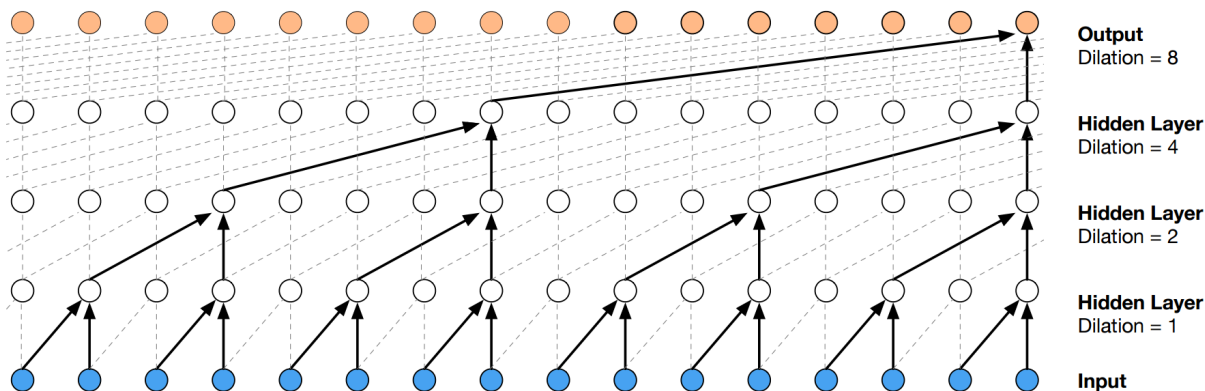 Output
Dilation = 8
Hidden Layer
Dilation = 4
Hidden Layer
Dilation = 2
Hidden Layer
Dilation = 1
Input